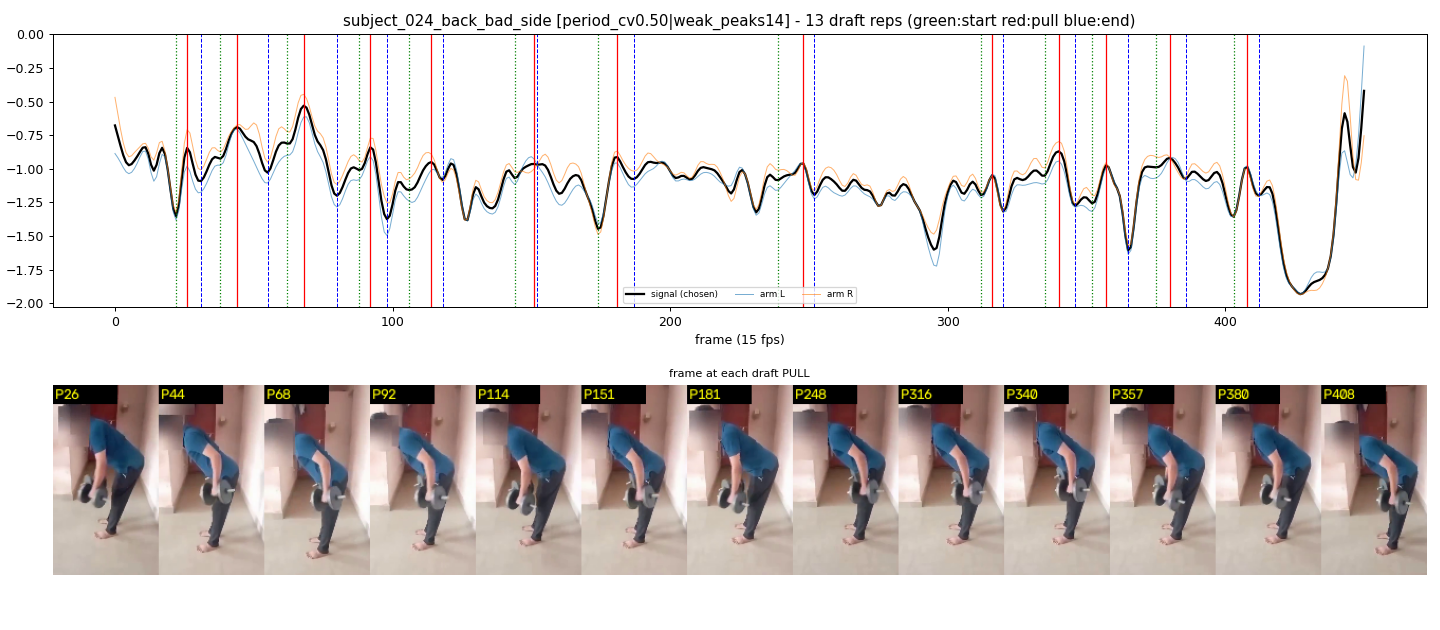 subject_024_back_bad_side [period_cv0.50|weak_peaks14] - 13 draft reps (green:start red:pull blue:end)
0.00
−0.25
−0.50
−0.75
−1.00
−1.25
−1.50
−1.75
−2.00
signal (chosen) arm L arm R
0 100 200 300 400
frame (15 fps)
frame at each draft PULL
P26 P44 P68 P92 P114 P151 P181 P248 P316 P340 P357 P380 P408